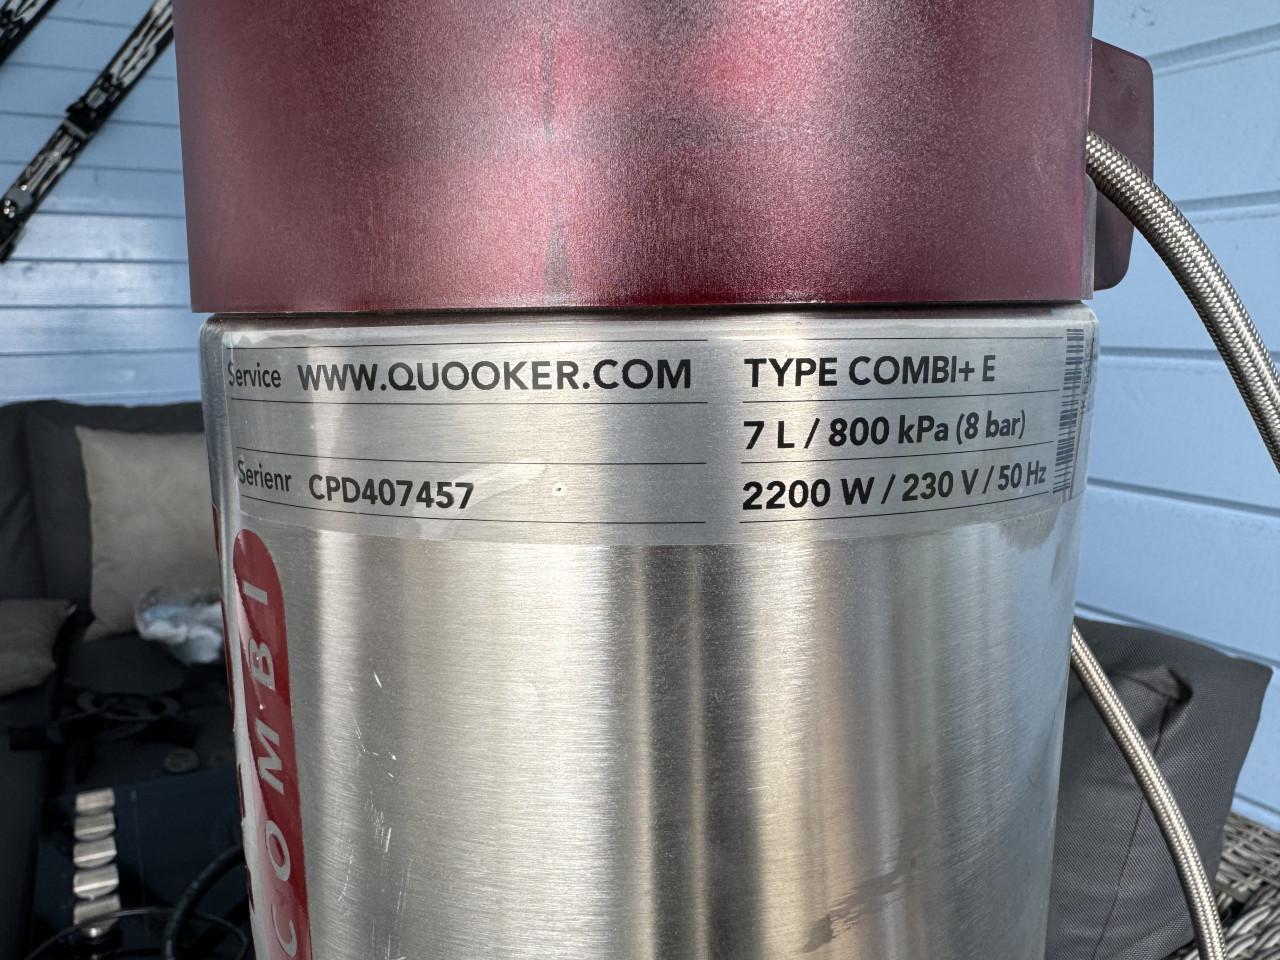 Service WWW.QUOOKER.COM
Serienr CPD407457
TYPE COMBI+ E
7 L / 800 kPa (8 bar)
2200 W / 230 V / 50 Hz
COMBI